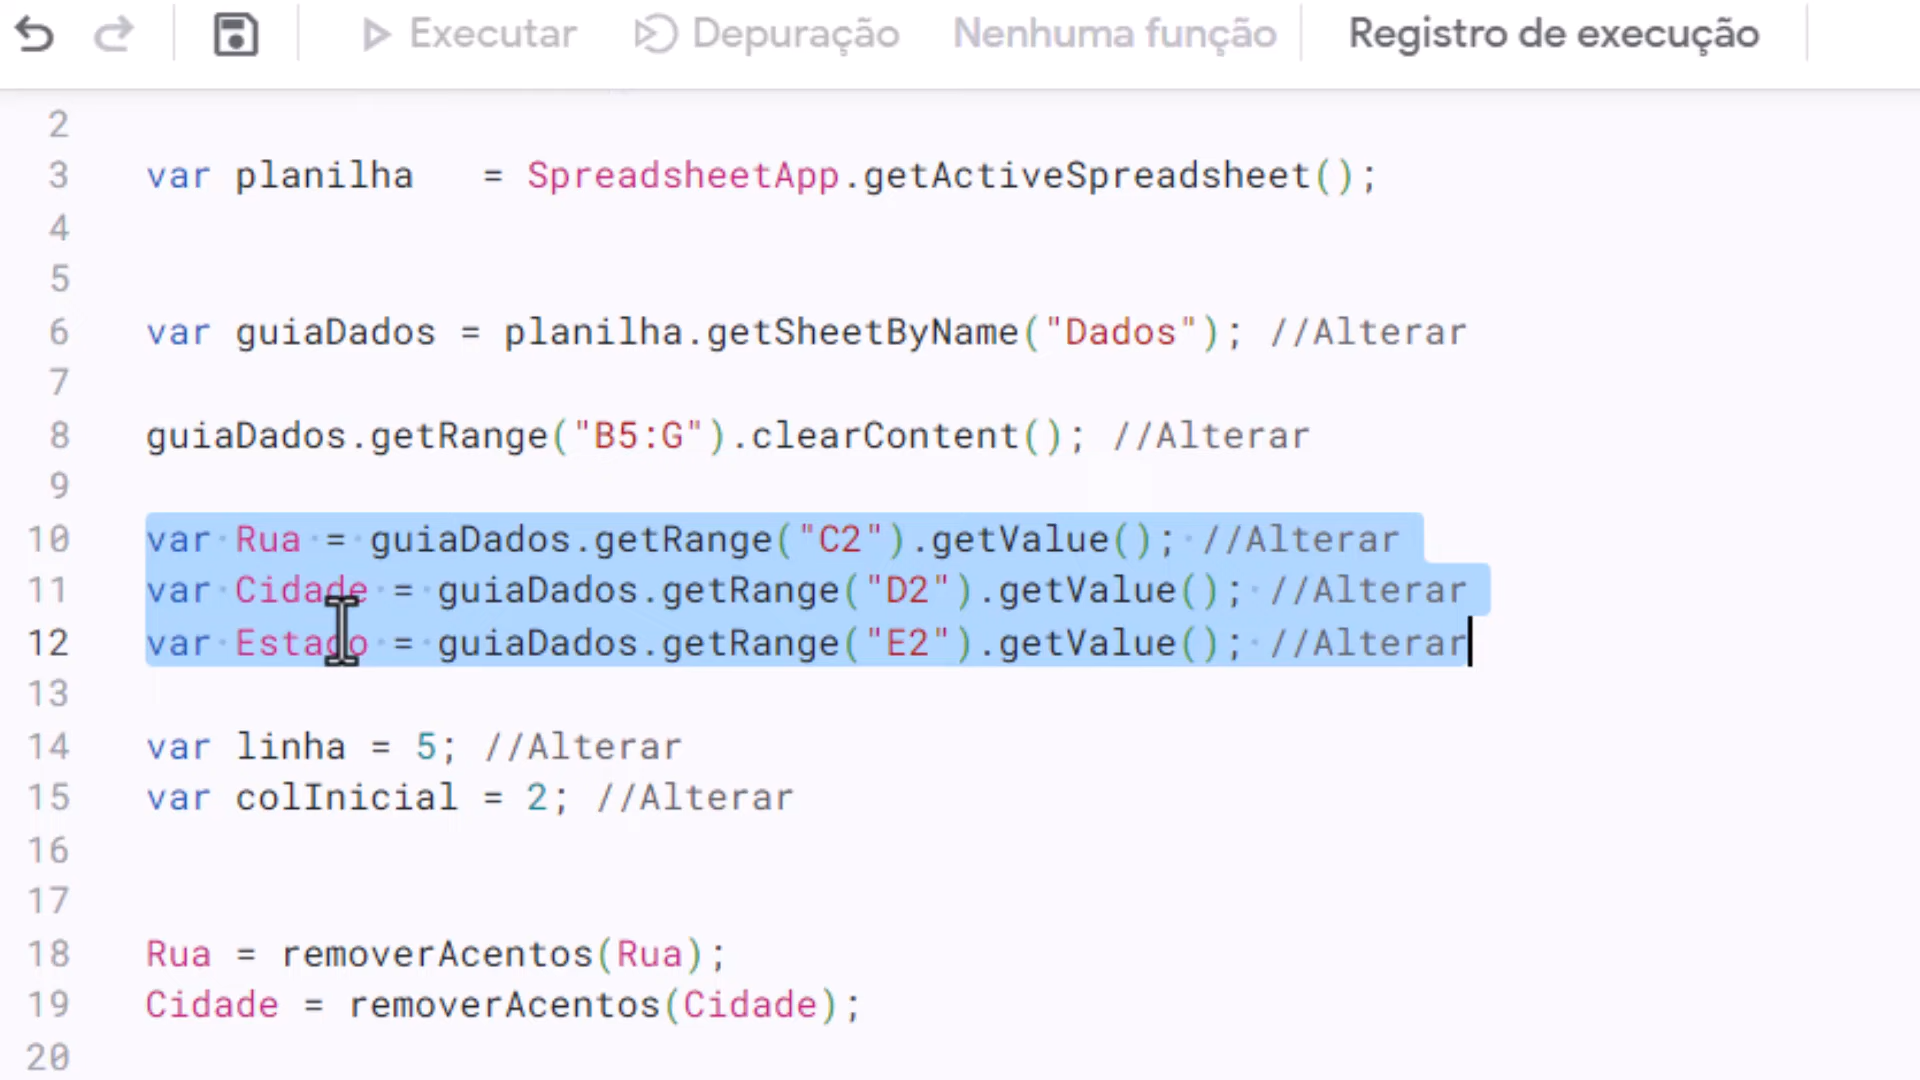 Executar Depuração Nenhuma função Registro de execução
2
3 var planilha = SpreadsheetApp.getActiveSpreadsheet();
4
5
6 var guiaDados = planilha.getSheetByName("Dados"); //Alterar
7
8 guiaDados.getRange("B5:G").clearContent(); //Alterar
9
10 var Rua = guiaDados.getRange("C2").getValue(); //Alterar
11 var Cidade = guiaDados.getRange("D2").getValue(); //Alterar
12 var Estado = guiaDados.getRange("E2").getValue(); //Alterar
13
14 var linha = 5; //Alterar
15 var colInicial = 2; //Alterar
16
17
18 Rua = removerAcentos(Rua);
19 Cidade = removerAcentos(Cidade);
20